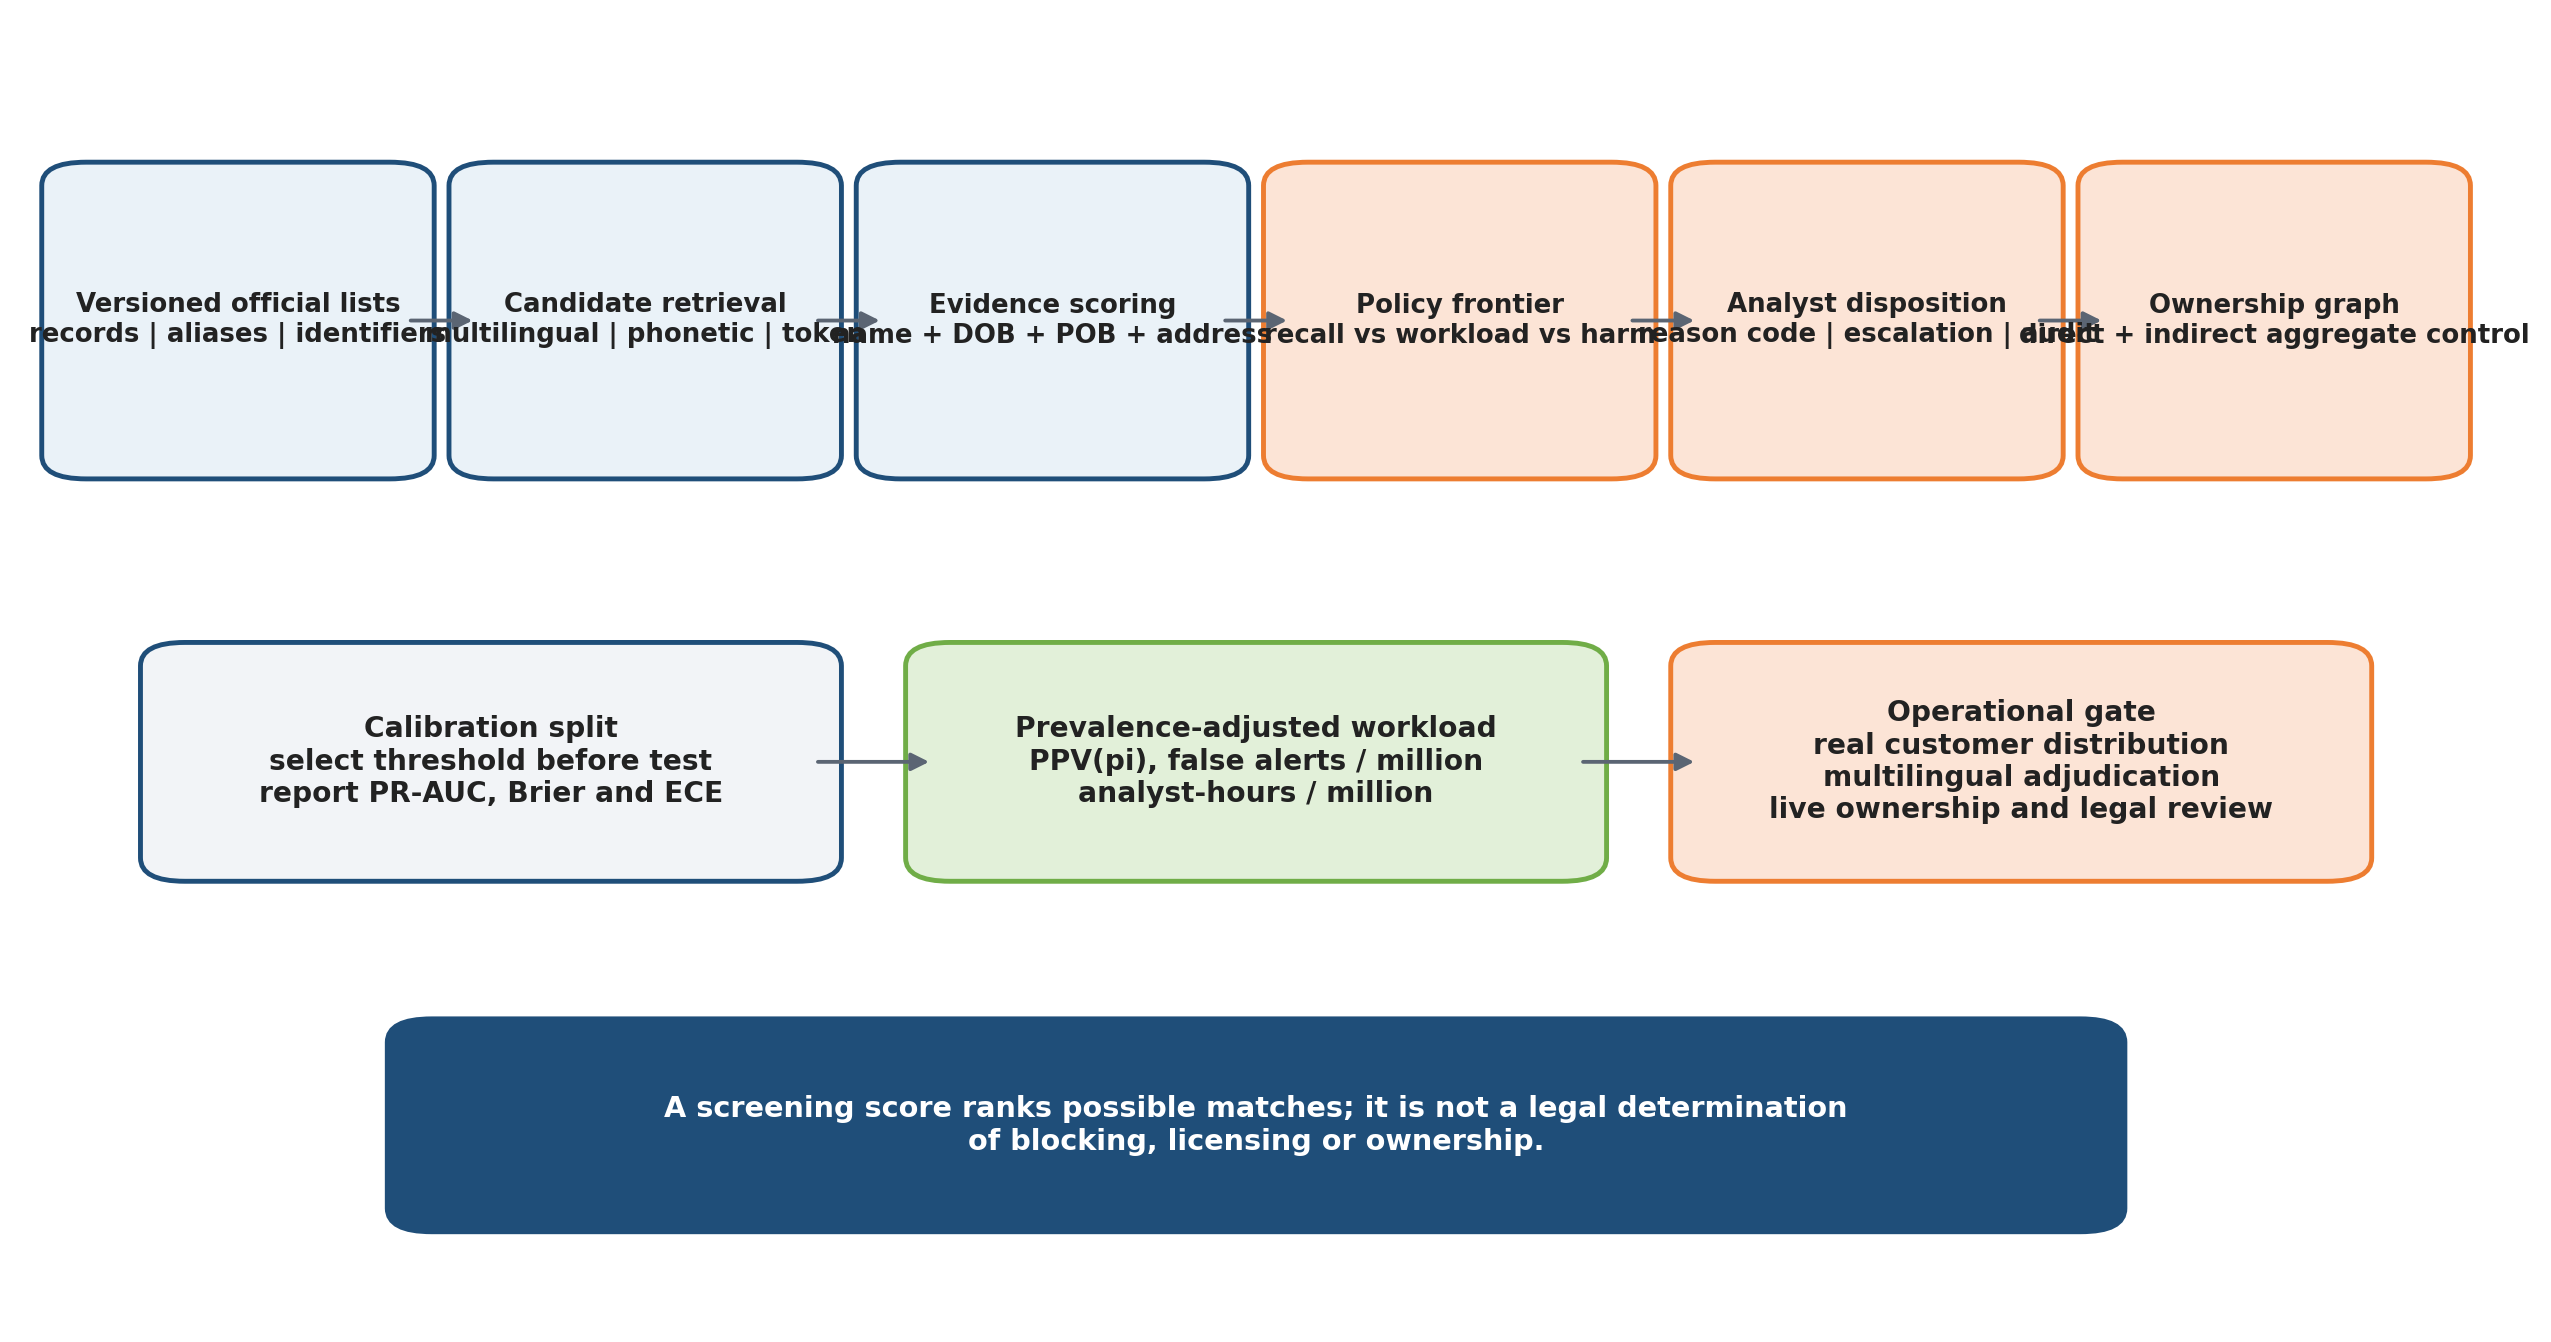 Versioned official lists
records | aliases | identifiers
Candidate retrieval
multilingual | phonetic | token
Evidence scoring
name + DOB + POB + address
Policy frontier
recall vs workload vs harm
Analyst disposition
reason code | escalation | audit
Ownership graph
direct + indirect aggregate control
Calibration split
select threshold before test
report PR-AUC, Brier and ECE
Prevalence-adjusted workload
PPV(pi), false alerts / million
analyst-hours / million
Operational gate
real customer distribution
multilingual adjudication
live ownership and legal review
A screening score ranks possible matches; it is not a legal determination
of blocking, licensing or ownership.